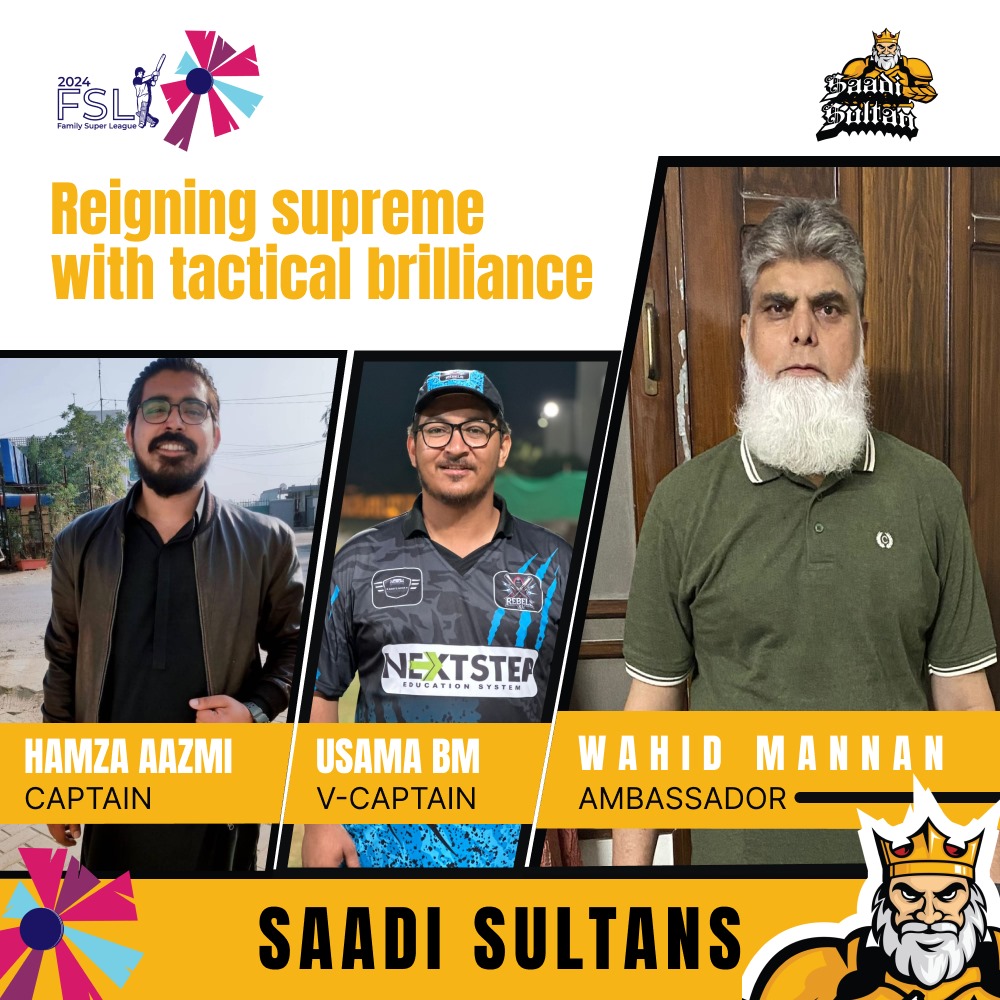 2024
FSL
Family Super League
Saadi
Sultan
Reigning supreme
with tactical brilliance
REBELS
NEXTSTEP
EDUCATION SYSTEM
HAMZA AAZMI
CAPTAIN
USAMA BM
V-CAPTAIN
WAHID MANNAN
AMBASSADOR
SAADI SULTANS